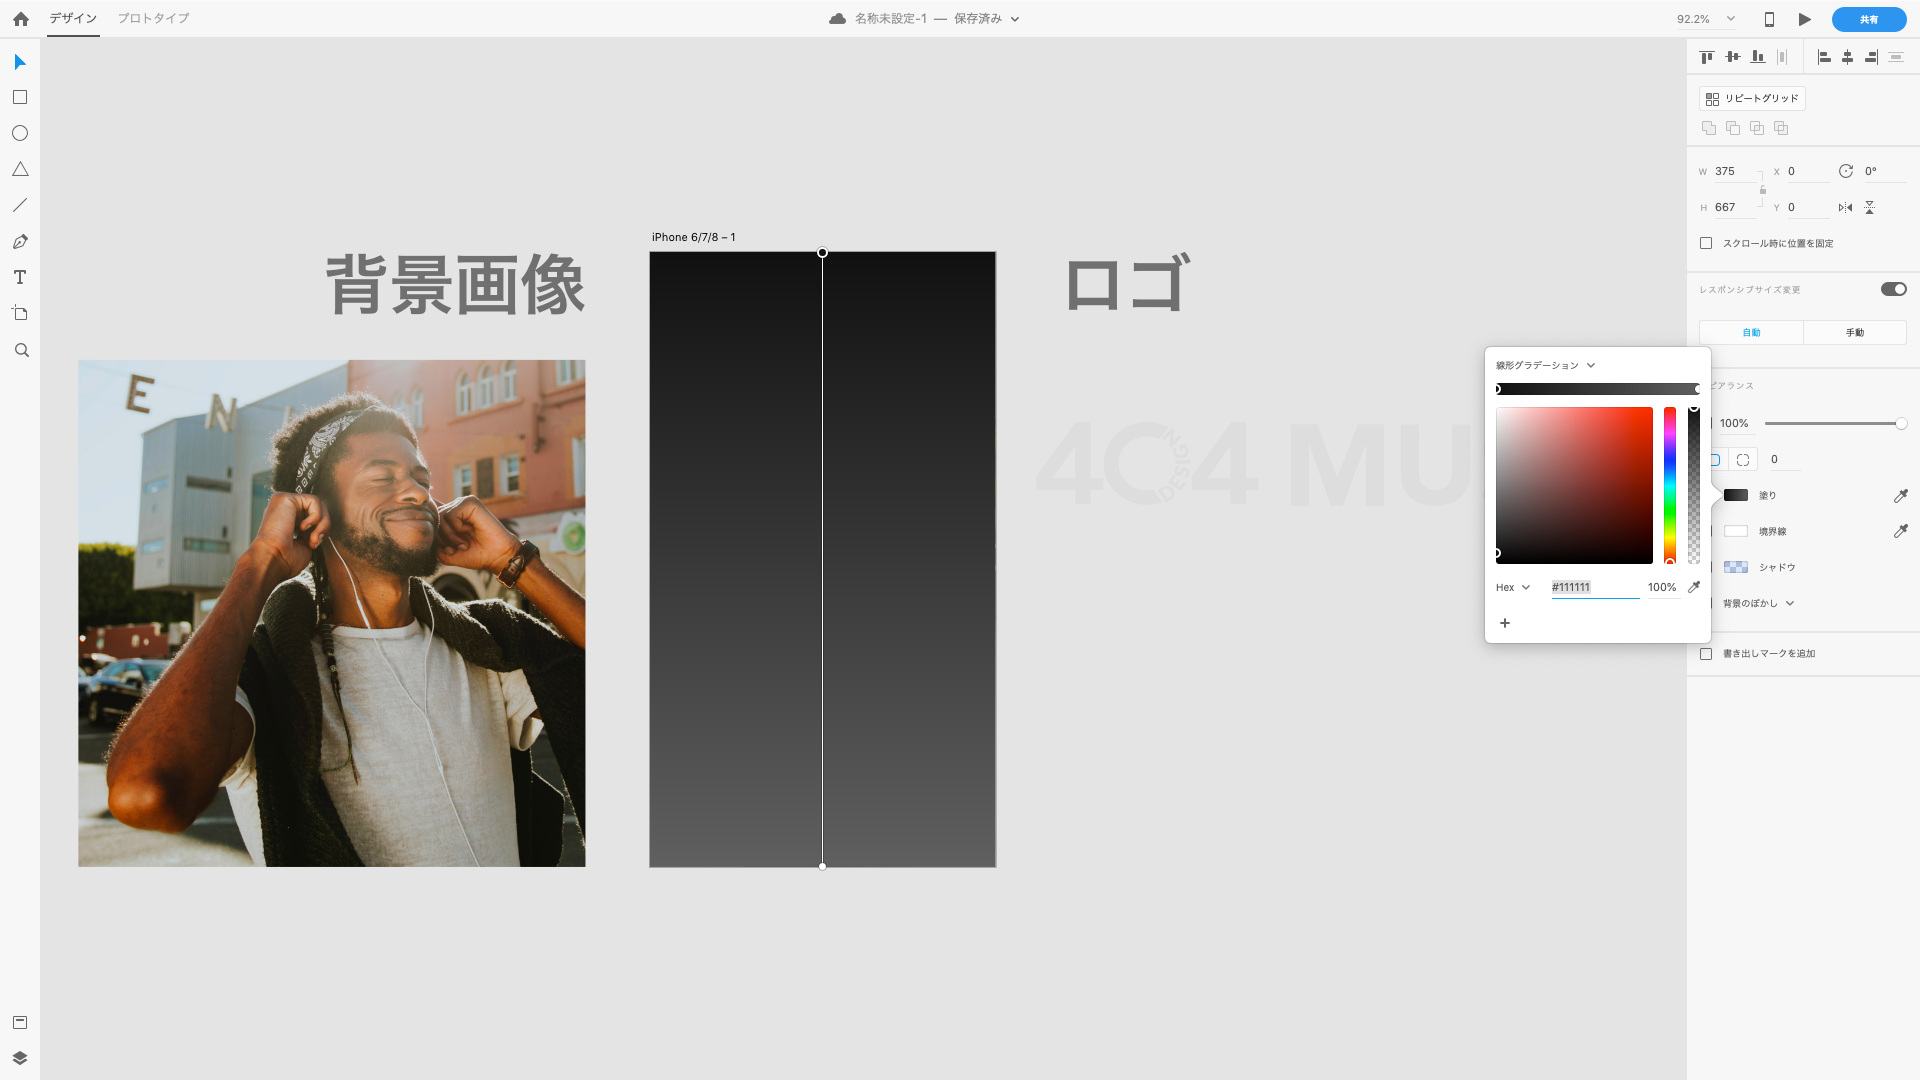 デザイン
プロトタイプ
名称未設定-1 — 保存済み
92.2%
共有
リピートグリッド
W 375
X 0
0°
H 667
Y 0
スクロール時に位置を固定
レスポンシブサイズ変更
自動
手動
iPhone 6/7/8 – 1
背景画像
ロゴ
E
N
404 MU
DESIGN
線形グラデーション
ピアランス
100%
0
塗り
境界線
シャドウ
背景のぼかし
Hex
#111111
100%
+
書き出しマークを追加
T